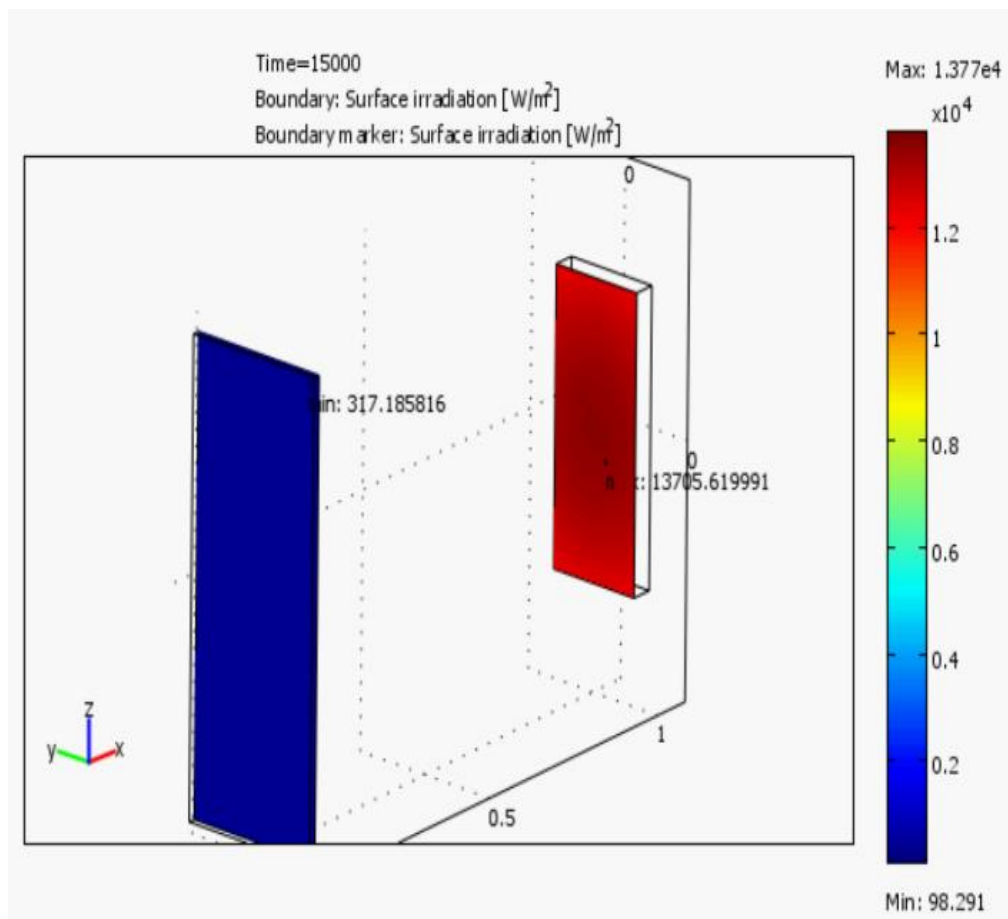 Time=15000
Boundary: Surface irradiation [W/m²]
Boundary marker: Surface irradiation [W/m²]
Max: 1.377e4
x10⁴
1.2
1
0.8
0.6
0.4
0.2
Min: 98.291
0
317.185816
0
13705.619991
1
0.5
z
y
x